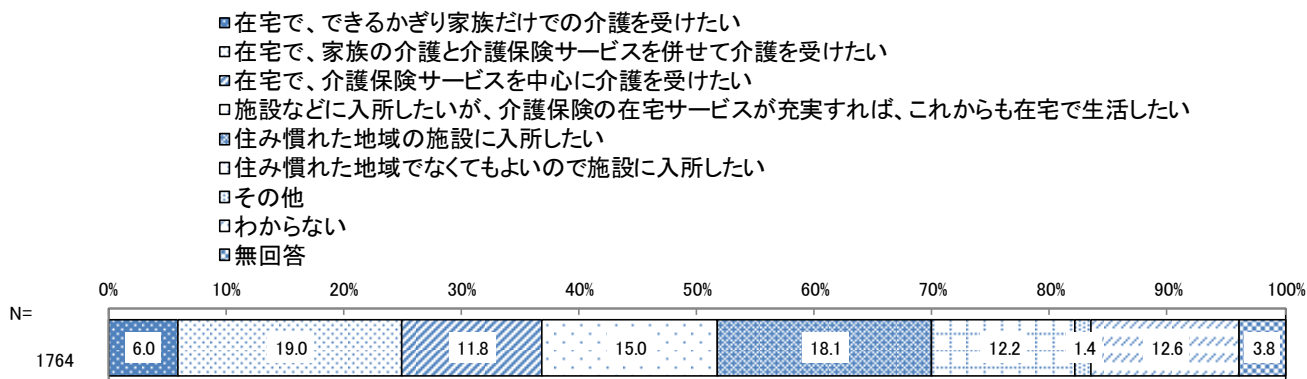 在宅で、できるかぎり家族だけでの介護を受けたい
在宅で、家族の介護と介護保険サービスを併せて介護を受けたい
在宅で、介護保険サービスを中心に介護を受けたい
施設などに入所したいが、介護保険の在宅サービスが充実すれば、これからも在宅で生活したい
住み慣れた地域の施設に入所したい
住み慣れた地域でなくてもよいので施設に入所したい
その他
わからない
無回答
0% 10% 20% 30% 40% 50% 60% 70% 80% 90% 100%
N=
1764 6.0 19.0 11.8 15.0 18.1 12.2 1.4 12.6 3.8